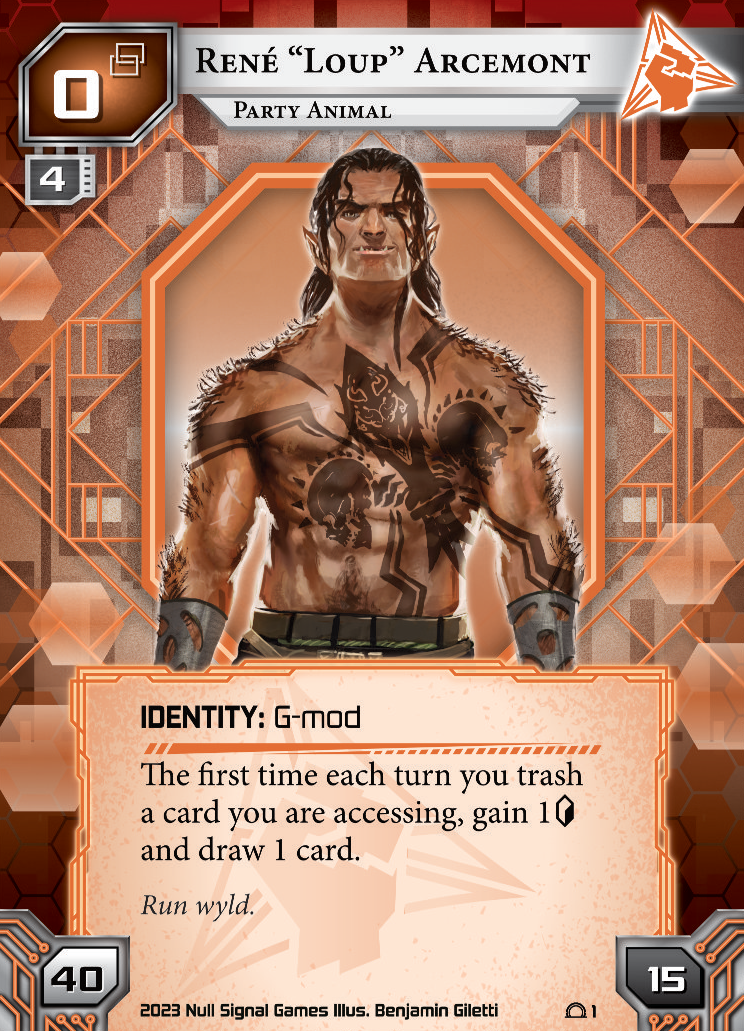 0
René “Loup” Arcemont
Party Animal
4
IDENTITY: G-mod
The first time each turn you trash
a card you are accessing, gain 1
and draw 1 card.
Run wyld.
40
15
2023 Null Signal Games Illus. Benjamin Giletti
1